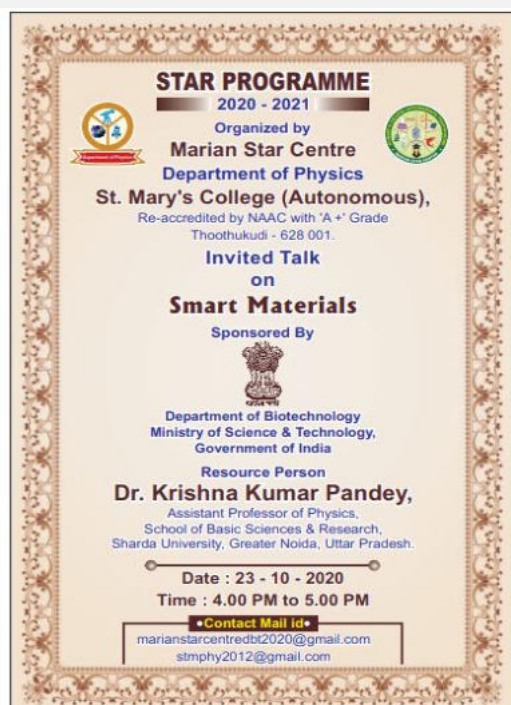 STAR PROGRAMME
2020 - 2021
Organized by
Marian Star Centre
Department of Physics
Department of Physics
St. Mary's College (Autonomous),
Re-accredited by NAAC with 'A +' Grade
Thoothukudi - 628 001.
Invited Talk
on
Smart Materials
Sponsored By
Department of Biotechnology
Ministry of Science & Technology,
Government of India
Resource Person
Dr. Krishna Kumar Pandey,
Assistant Professor of Physics,
School of Basic Sciences & Research,
Sharda University, Greater Noida, Uttar Pradesh.
Date : 23 - 10 - 2020
Time : 4.00 PM to 5.00 PM
•Contact Mail id•
marianstarcentredbt2020@gmail.com
stmphy2012@gmail.com